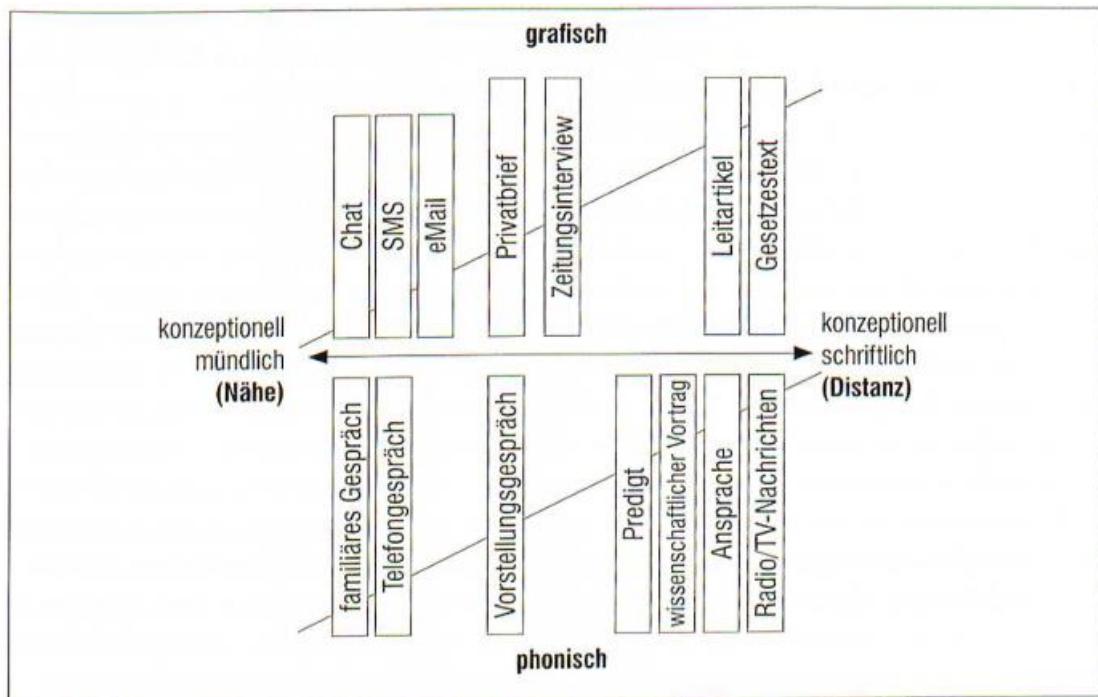 grafisch
Chat
SMS
eMail
Privatbrief
Zeitungsinterview
Leitartikel
Gesetzestext
konzeptionell
mündlich
(Nähe)
konzeptionell
schriftlich
(Distanz)
familiäres Gespräch
Telefongespräch
Vorstellungsgespräch
Predigt
wissenschaftlicher Vortrag
Ansprache
Radio/TV-Nachrichten
phonisch